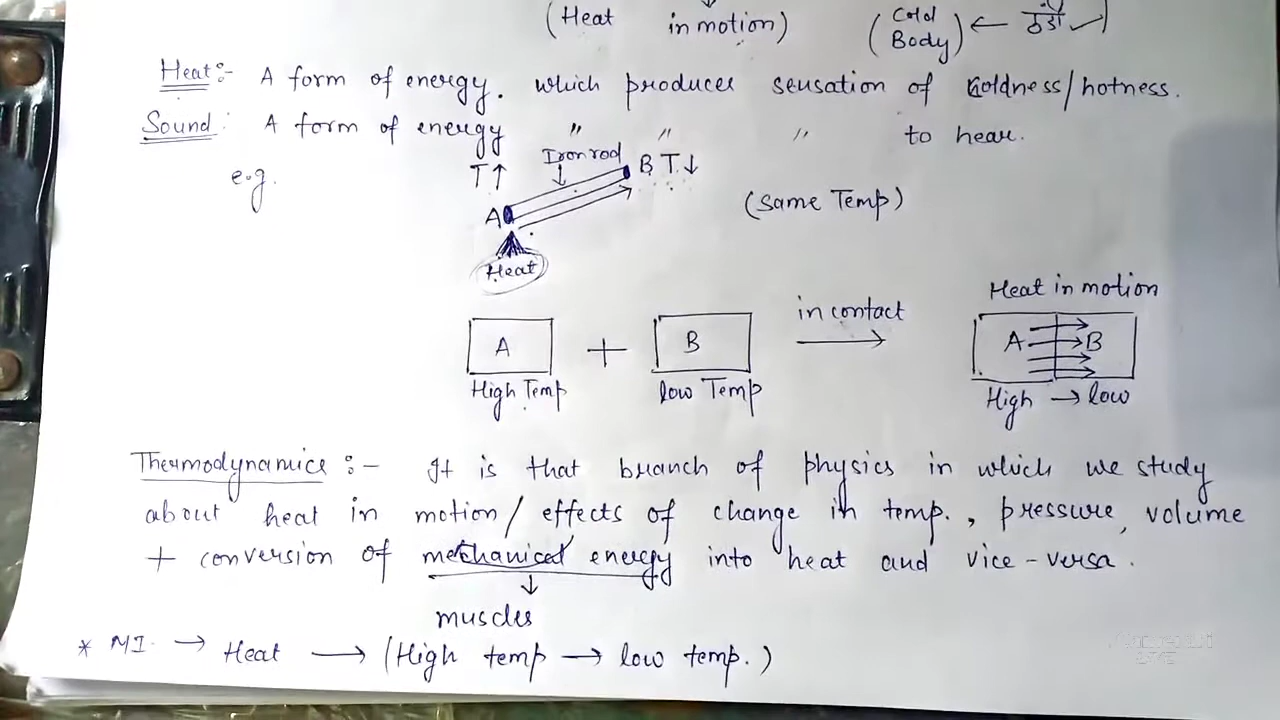 (Heat in motion) (Cold Body) ← ठंडा
Heat:- A form of energy. which produces sensation of coldness/hotness.
Sound: A form of energy " " " to hear.
e.g.
T↑ Iron rod B T↓
A (Same Temp)
Heat
Heat in motion
A + B in contact → A B
High Temp low Temp High → low
Thermodynamics :- It is that branch of physics in which we study
about heat in motion/effects of change in temp., pressure, volume
+ conversion of mechanical energy into heat and vice-versa.
↓
muscles
* MI → Heat → (High temp → low temp.)